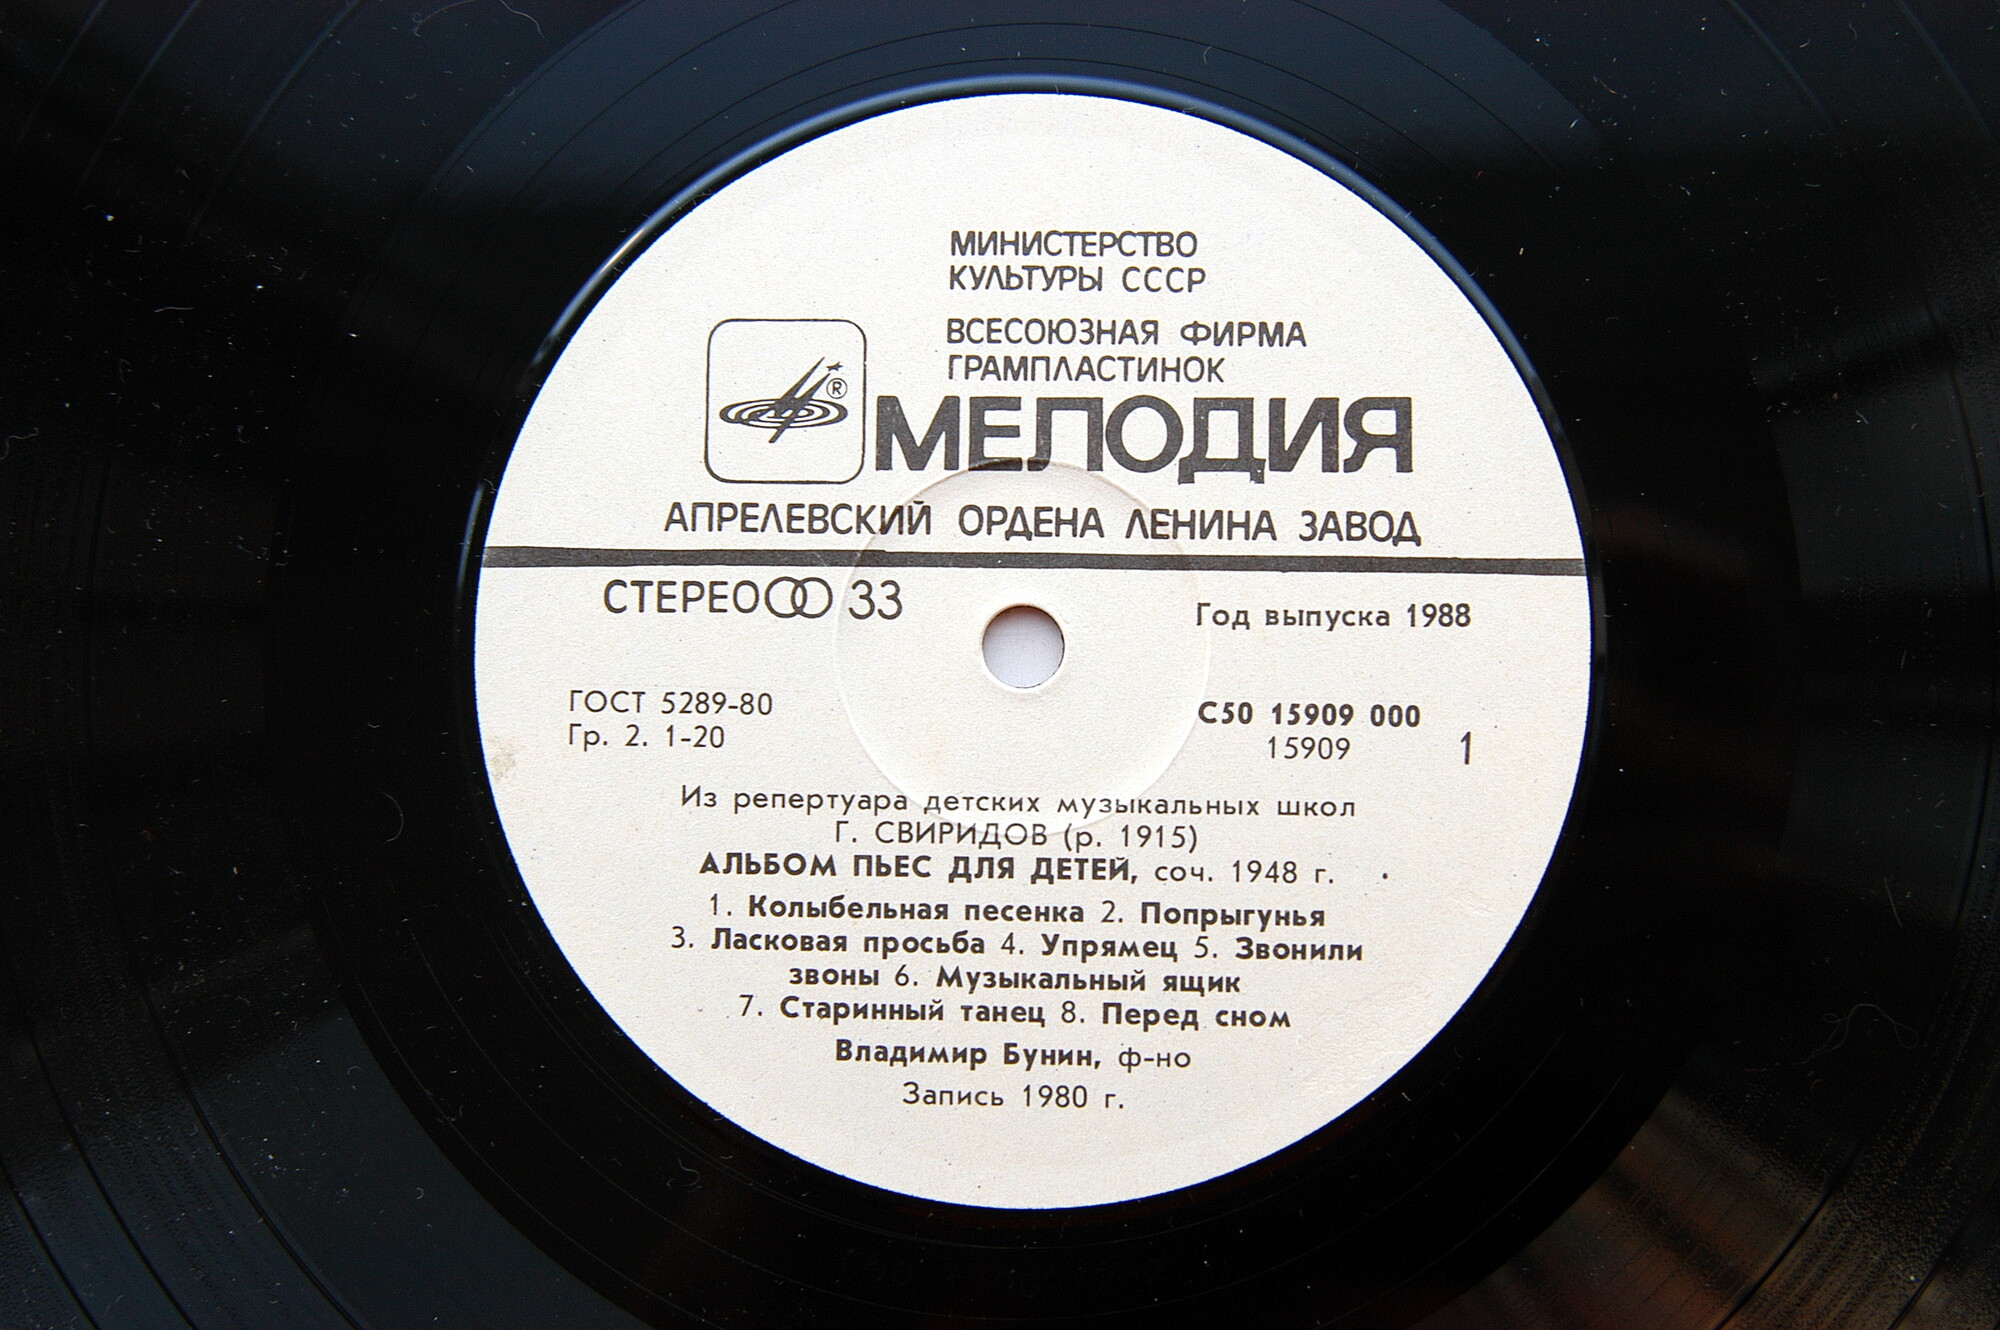 МИНИСТЕРСТВО
КУЛЬТУРЫ СССР
ВСЕСОЮЗНАЯ ФИРМА
ГРАМПЛАСТИНОК
®
МЕЛОДИЯ
АПРЕЛЕВСКИЙ ОРДЕНА ЛЕНИНА ЗАВОД
СТЕРЕО 33
Год выпуска 1988
ГОСТ 5289-80
Гр. 2. 1-20
С50 15909 000
15909 1
Из репертуара детских музыкальных школ
Г. СВИРИДОВ (р. 1915)
АЛЬБОМ ПЬЕС ДЛЯ ДЕТЕЙ, соч. 1948 г.
1. Колыбельная песенка 2. Попрыгунья
3. Ласковая просьба 4. Упрямец 5. Звонили
звоны 6. Музыкальный ящик
7. Старинный танец 8. Перед сном
Владимир Бунин, ф-но
Запись 1980 г.